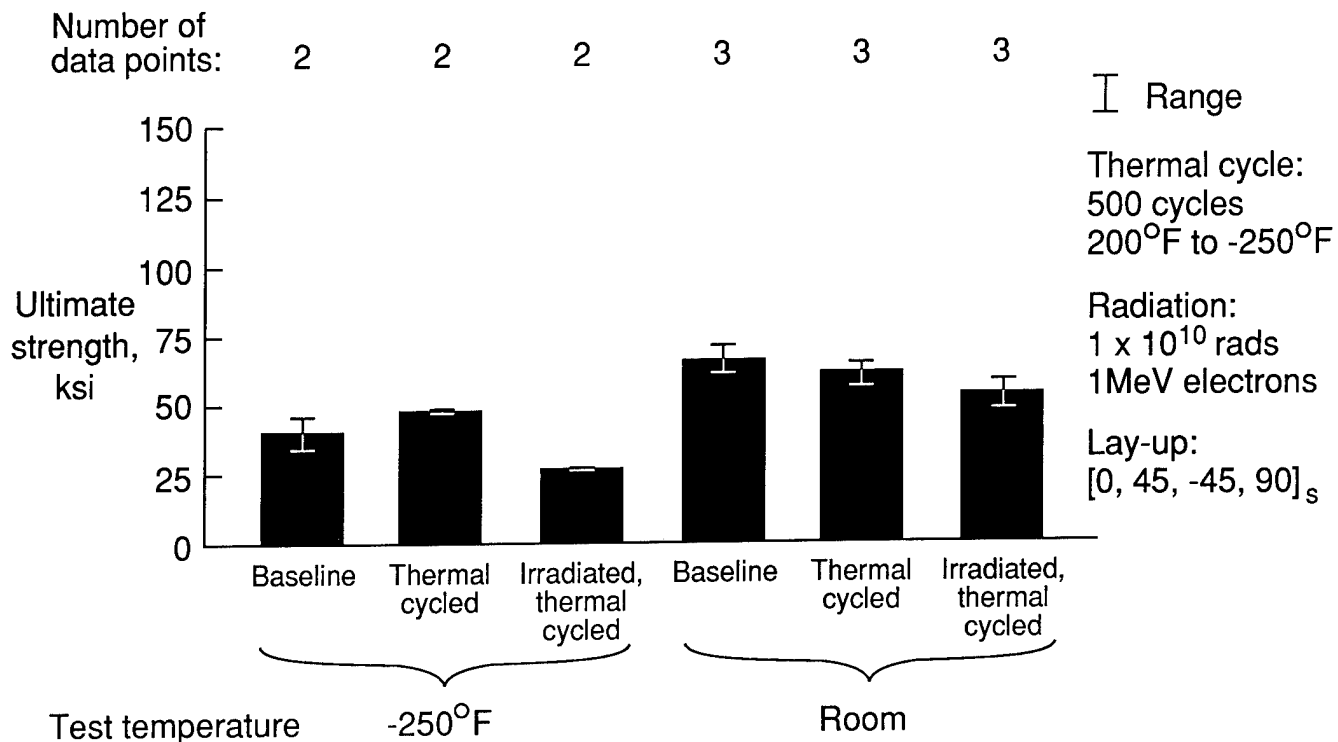 Number of
data points:
2 2 2 3 3 3
Range
Thermal cycle:
500 cycles
200°F to -250°F
Radiation:
1 x 10¹⁰ rads
1MeV electrons
Lay-up:
[0, 45, -45, 90]ₛ
Ultimate
strength,
ksi
150
125
100
75
50
25
0
Baseline
Thermal
cycled
Irradiated,
thermal
cycled
Baseline
Thermal
cycled
Irradiated,
thermal
cycled
Test temperature -250°F Room